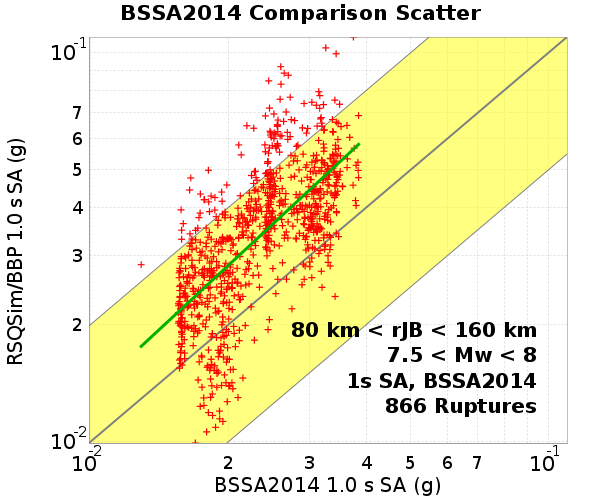 BSSA2014 Comparison Scatter
RSQSim/BBP 1.0 s SA (g)
10-1
7
6
5
4
3
2
10-2
80 km < rJB < 160 km
7.5 < Mw < 8
1s SA, BSSA2014
866 Ruptures
10-2 2 3 4 5 6 7 10-1
BSSA2014 1.0 s SA (g)